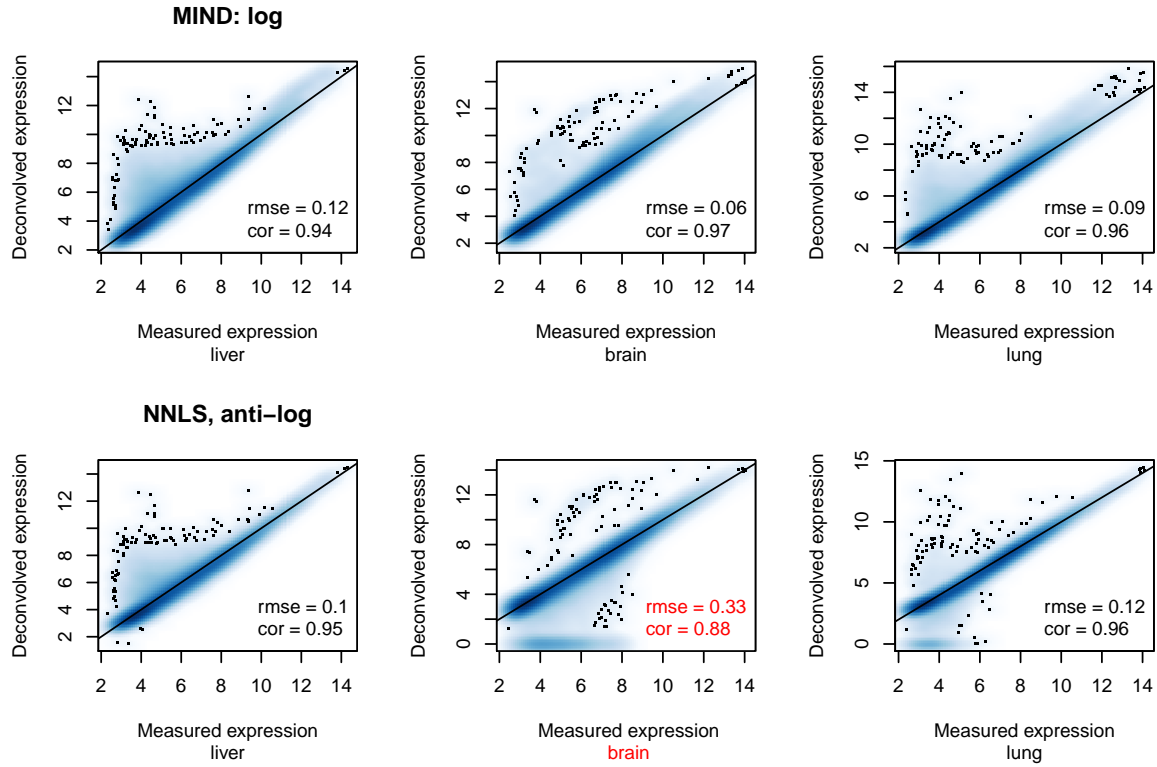 MIND: log
Deconvolved expression
12
10
8
6
4
2
rmse = 0.12
cor = 0.94
2 4 6 8 10 12 14
Measured expression
liver
Deconvolved expression
12
8
6
4
2
rmse = 0.06
cor = 0.97
2 4 6 8 10 12 14
Measured expression
brain
Deconvolved expression
14
10
8
6
4
2
rmse = 0.09
cor = 0.96
2 4 6 8 10 12 14
Measured expression
lung
NNLS, anti−log
Deconvolved expression
12
8
6
4
2
rmse = 0.1
cor = 0.95
2 4 6 8 10 12 14
Measured expression
liver
Deconvolved expression
12
8
4
0
rmse = 0.33
cor = 0.88
2 4 6 8 10 12 14
Measured expression
brain
Deconvolved expression
15
10
5
0
rmse = 0.12
cor = 0.96
2 4 6 8 10 12 14
Measured expression
lung